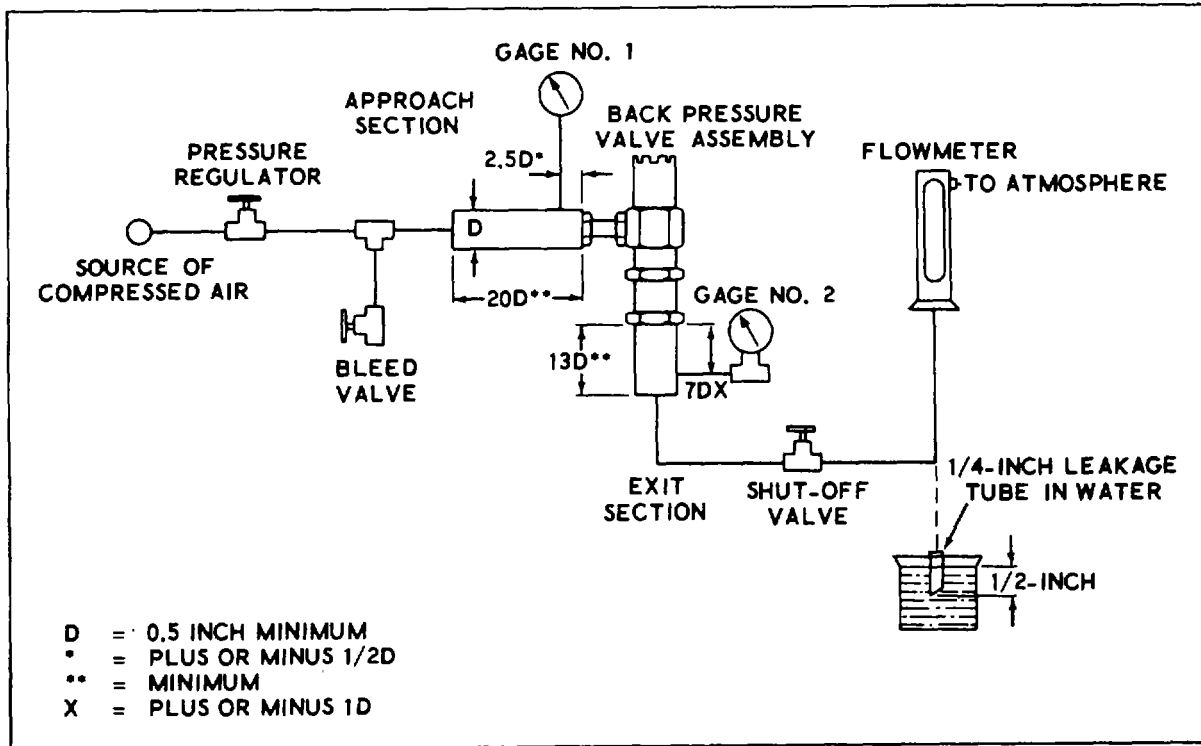 GAGE NO. 1
APPROACH
SECTION
BACK PRESSURE
VALVE ASSEMBLY
2.5D*
PRESSURE
REGULATOR
FLOWMETER
TO ATMOSPHERE
D
SOURCE OF
COMPRESSED AIR
20D**
GAGE NO. 2
BLEED
VALVE
13D**
7DX
EXIT
SECTION
SHUT-OFF
VALVE
1/4-INCH LEAKAGE
TUBE IN WATER
1/2-INCH
D = 0.5 INCH MINIMUM
* = PLUS OR MINUS 1/2D
** = MINIMUM
X = PLUS OR MINUS 1D